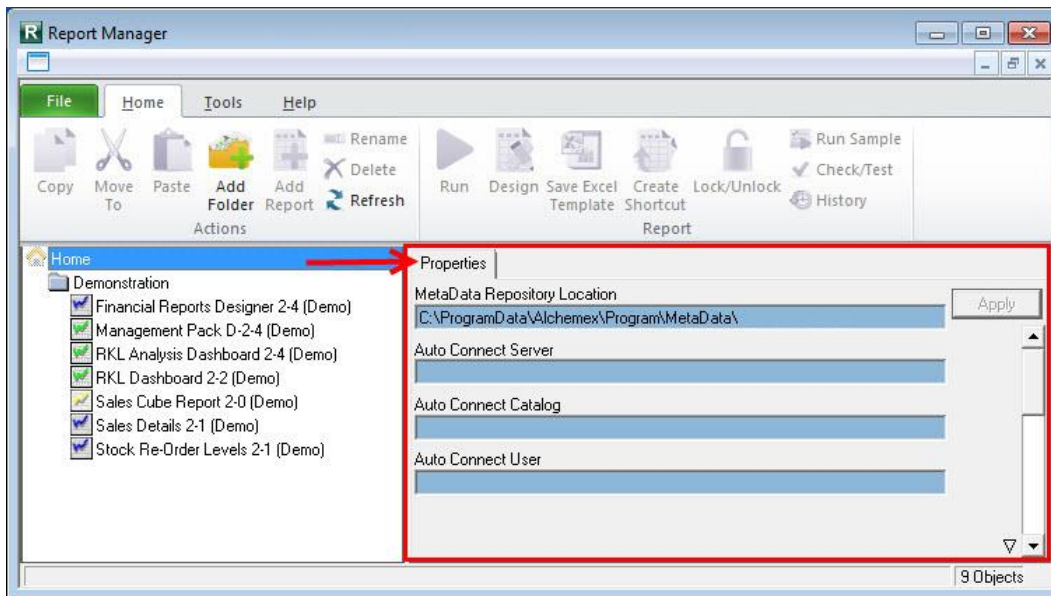 R Report Manager
File Home Tools Help
Copy
Move To
Paste
Add Folder
Add Report
Rename
Delete
Refresh
Actions
Run
Design
Save Excel Template
Create Shortcut
Lock/Unlock
Run Sample
Check/Test
History
Report
Home
Demonstration
Financial Reports Designer 2-4 (Demo)
Management Pack D-2-4 (Demo)
RKL Analysis Dashboard 2-4 (Demo)
RKL Dashboard 2-2 (Demo)
Sales Cube Report 2-0 (Demo)
Sales Details 2-1 (Demo)
Stock Re-Order Levels 2-1 (Demo)
Properties
MetaData Repository Location
C:\ProgramData\Alchemex\Program\MetaData\
Apply
Auto Connect Server
Auto Connect Catalog
Auto Connect User
9 Objects